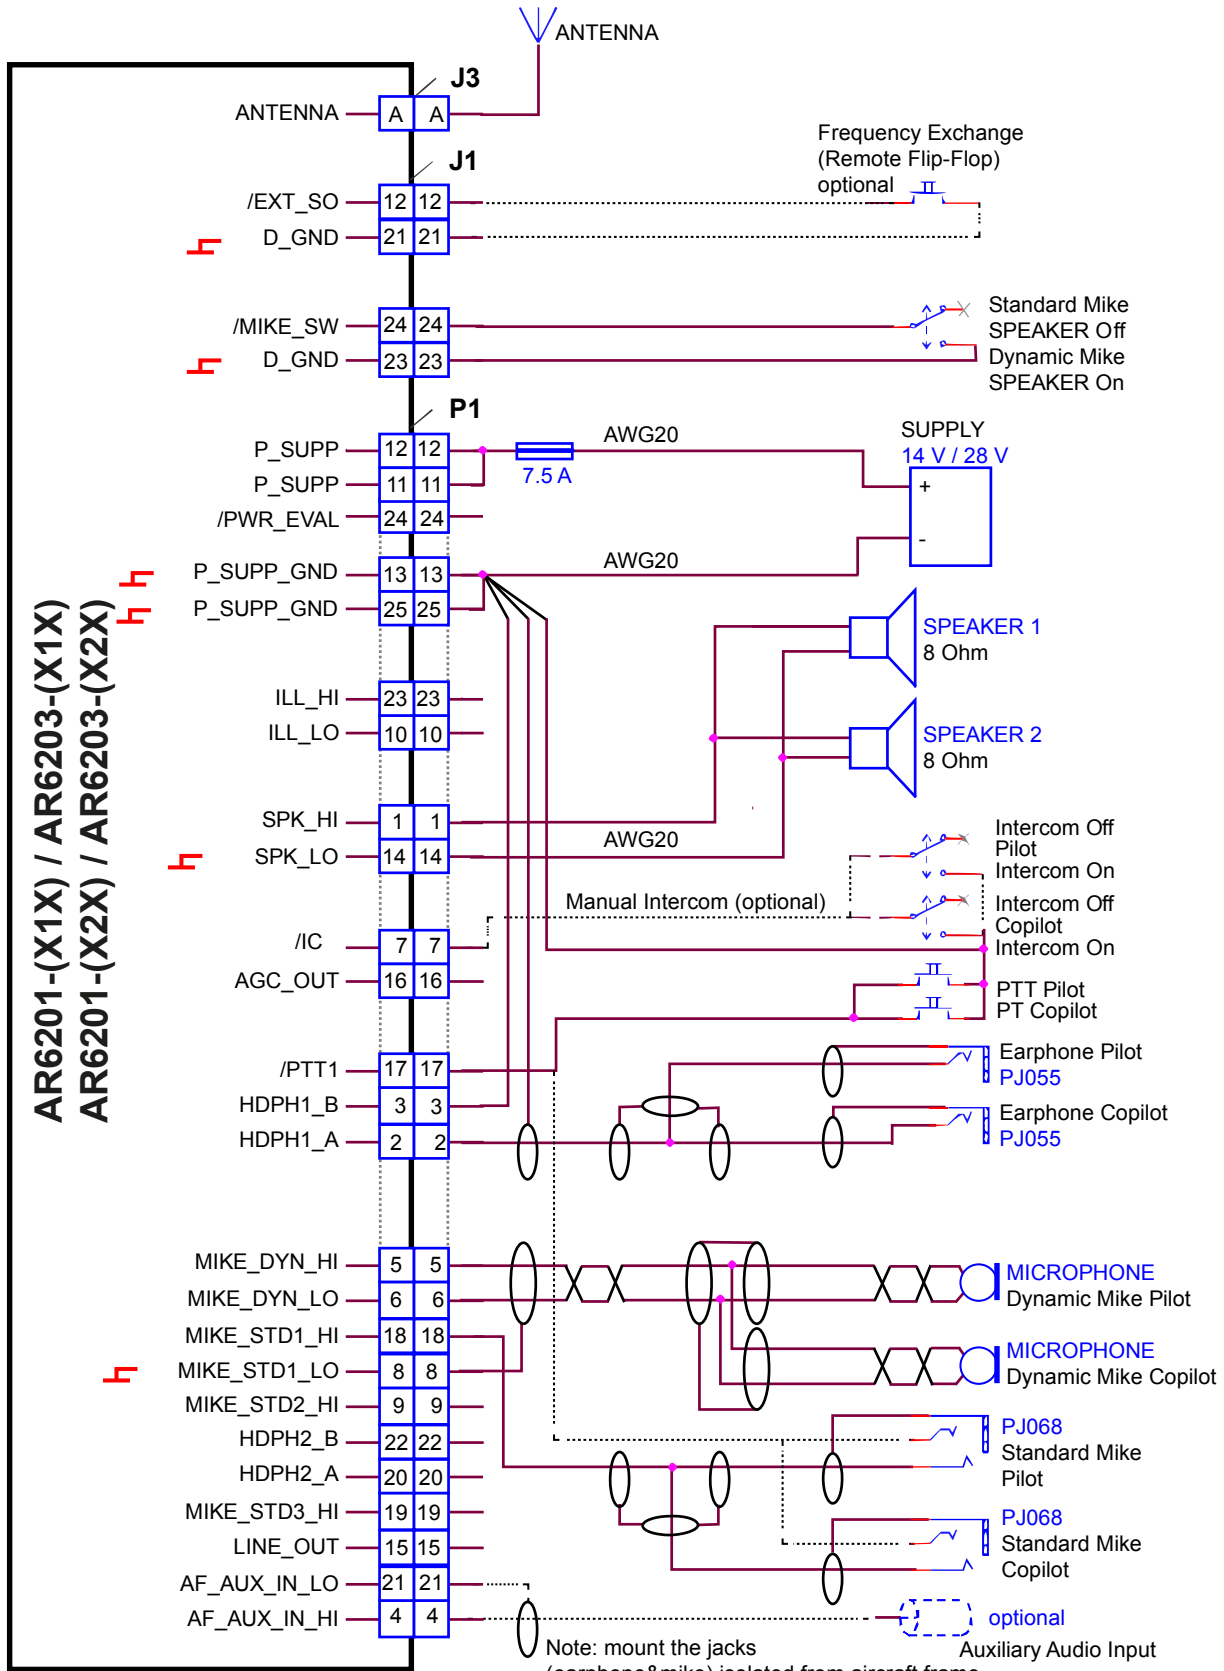 ANTENNA
J3
ANTENNA A A
Frequency Exchange
(Remote Flip-Flop)
optional
J1
/EXT_SO 12 12
D_GND 21 21
/MIKE_SW 24 24
D_GND 23 23
Standard Mike
SPEAKER Off
Dynamic Mike
SPEAKER On
P1
P_SUPP 12 12
P_SUPP 11 11
/PWR_EVAL 24 24
AWG20
7.5 A
SUPPLY
14 V / 28 V
+
-
P_SUPP_GND 13 13
P_SUPP_GND 25 25
AWG20
SPEAKER 1
8 Ohm
ILL_HI 23 23
ILL_LO 10 10
SPEAKER 2
8 Ohm
SPK_HI 1 1
SPK_LO 14 14
AWG20
Intercom Off
Pilot
Intercom On
Manual Intercom (optional)
Intercom Off
Copilot
Intercom On
/IC 7 7
AGC_OUT 16 16
PTT Pilot
PT Copilot
AR6201-(X1X) / AR6203-(X1X)
AR6201-(X2X) / AR6203-(X2X)
/PTT1 17 17
HDPH1_B 3 3
HDPH1_A 2 2
Earphone Pilot
PJ055
Earphone Copilot
PJ055
MIKE_DYN_HI 5 5
MIKE_DYN_LO 6 6
MIKE_STD1_HI 18 18
MIKE_STD1_LO 8 8
MIKE_STD2_HI 9 9
HDPH2_B 22 22
HDPH2_A 20 20
MIKE_STD3_HI 19 19
LINE_OUT 15 15
AF_AUX_IN_LO 21 21
AF_AUX_IN_HI 4 4
MICROPHONE
Dynamic Mike Pilot
MICROPHONE
Dynamic Mike Copilot
PJ068
Standard Mike
Pilot
PJ068
Standard Mike
Copilot
optional
Auxiliary Audio Input
Note: mount the jacks
(earphone&mike) isolated from aircraft frame